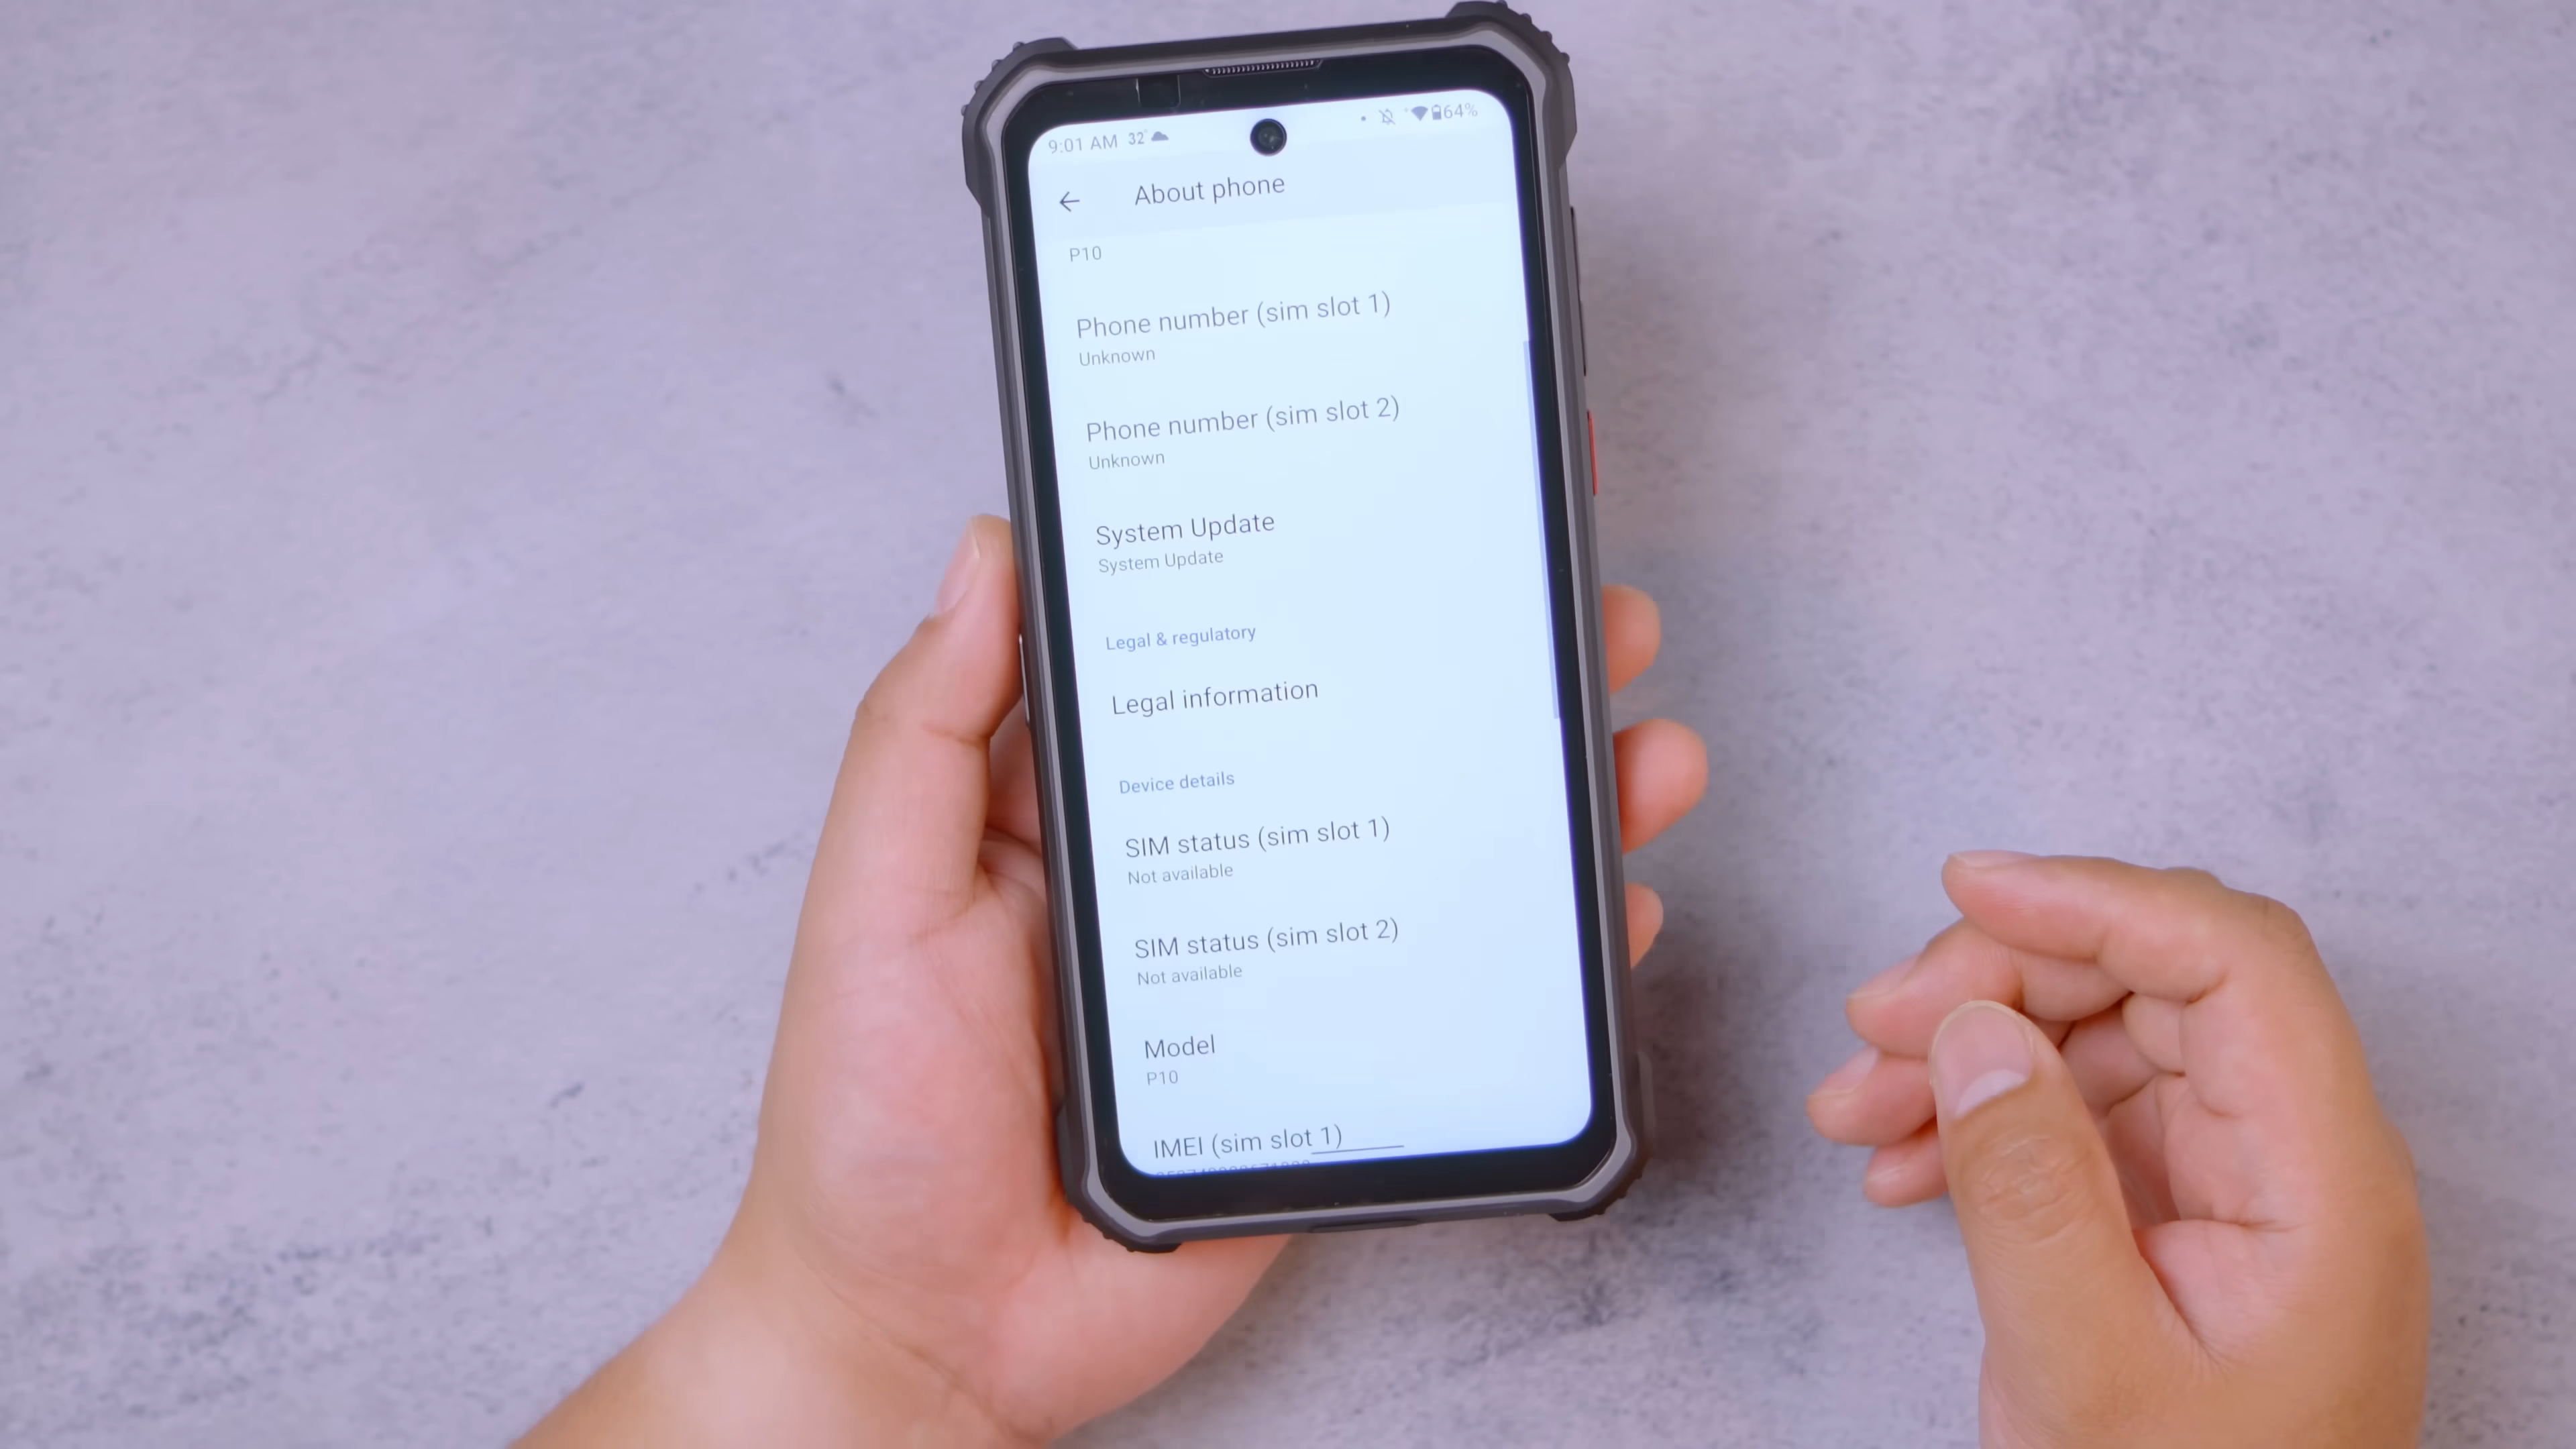 9:01 AM 32° 64%
About phone
P10
Phone number (sim slot 1)
Unknown
Phone number (sim slot 2)
Unknown
System Update
System Update
Legal & regulatory
Legal information
Device details
SIM status (sim slot 1)
Not available
SIM status (sim slot 2)
Not available
Model
P10
IMEI (sim slot 1)